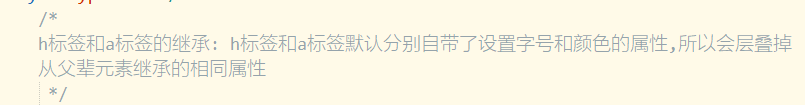 /*
h标签和a标签的继承: h标签和a标签默认分别自带了设置字号和颜色的属性,所以会层叠掉
从父辈元素继承的相同属性
*/